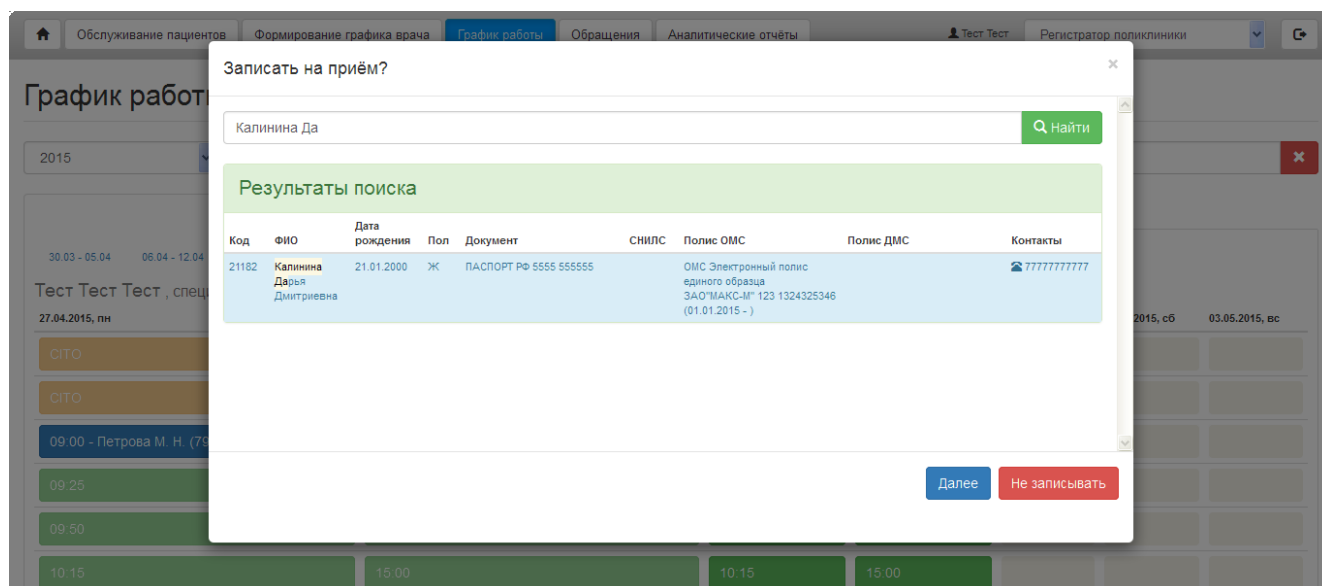 Обслуживание пациентов Формирование графика врача График работы Обращения Аналитические отчёты Тест Тест Регистратор поликлиники
Записать на приём? ×
График работ
Калинина Да Найти
2015
Результаты поиска
Код ФИО Дата рождения Пол Документ СНИЛС Полис ОМС Полис ДМС Контакты
21182 Калинина Дарья Дмитриевна 21.01.2000 Ж ПАСПОРТ РФ 5555 555555 ОМС Электронный полис единого образца ЗАО"МАКС-М" 123 1324325346 (01.01.2015 - ) 77777777777
30.03 - 05.04 06.04 - 12.04
Тест Тест Тест , спец
27.04.2015, пн 2015, сб 03.05.2015, вс
CITO
CITO
09:00 - Петрова М. Н. (79
09:25
Далее Не записывать
09:50
10:15 15:00 10:15 15:00